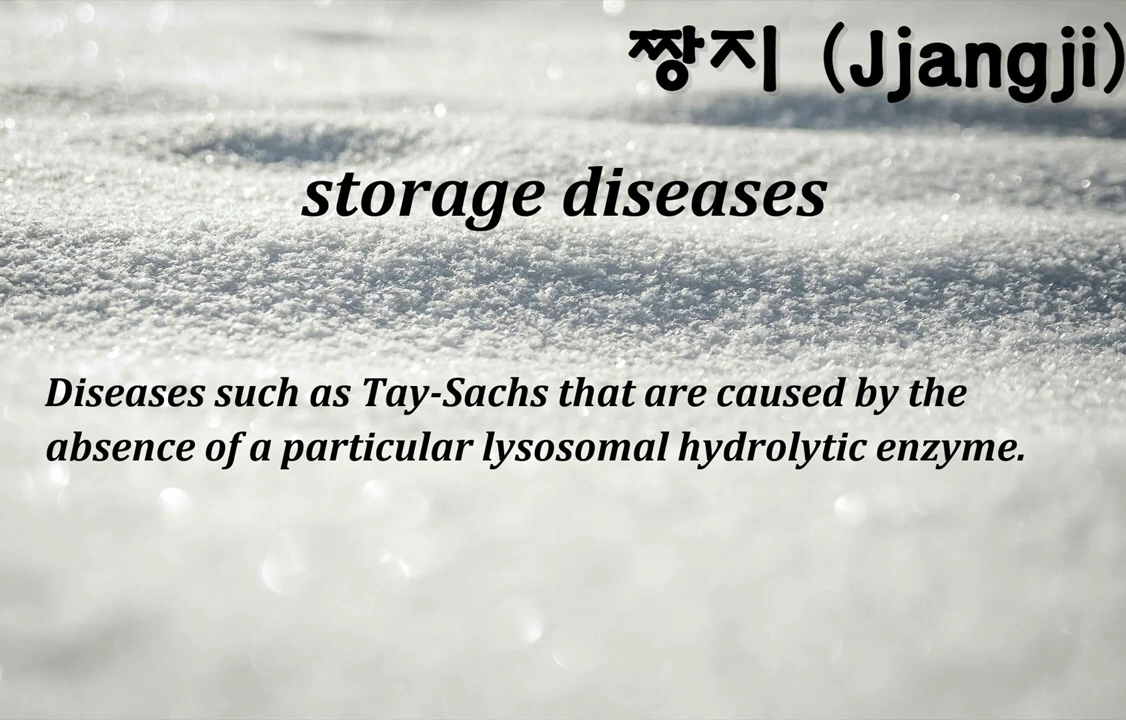 짱지 (Jjangji)
storage diseases
Diseases such as Tay-Sachs that are caused by the
absence of a particular lysosomal hydrolytic enzyme.